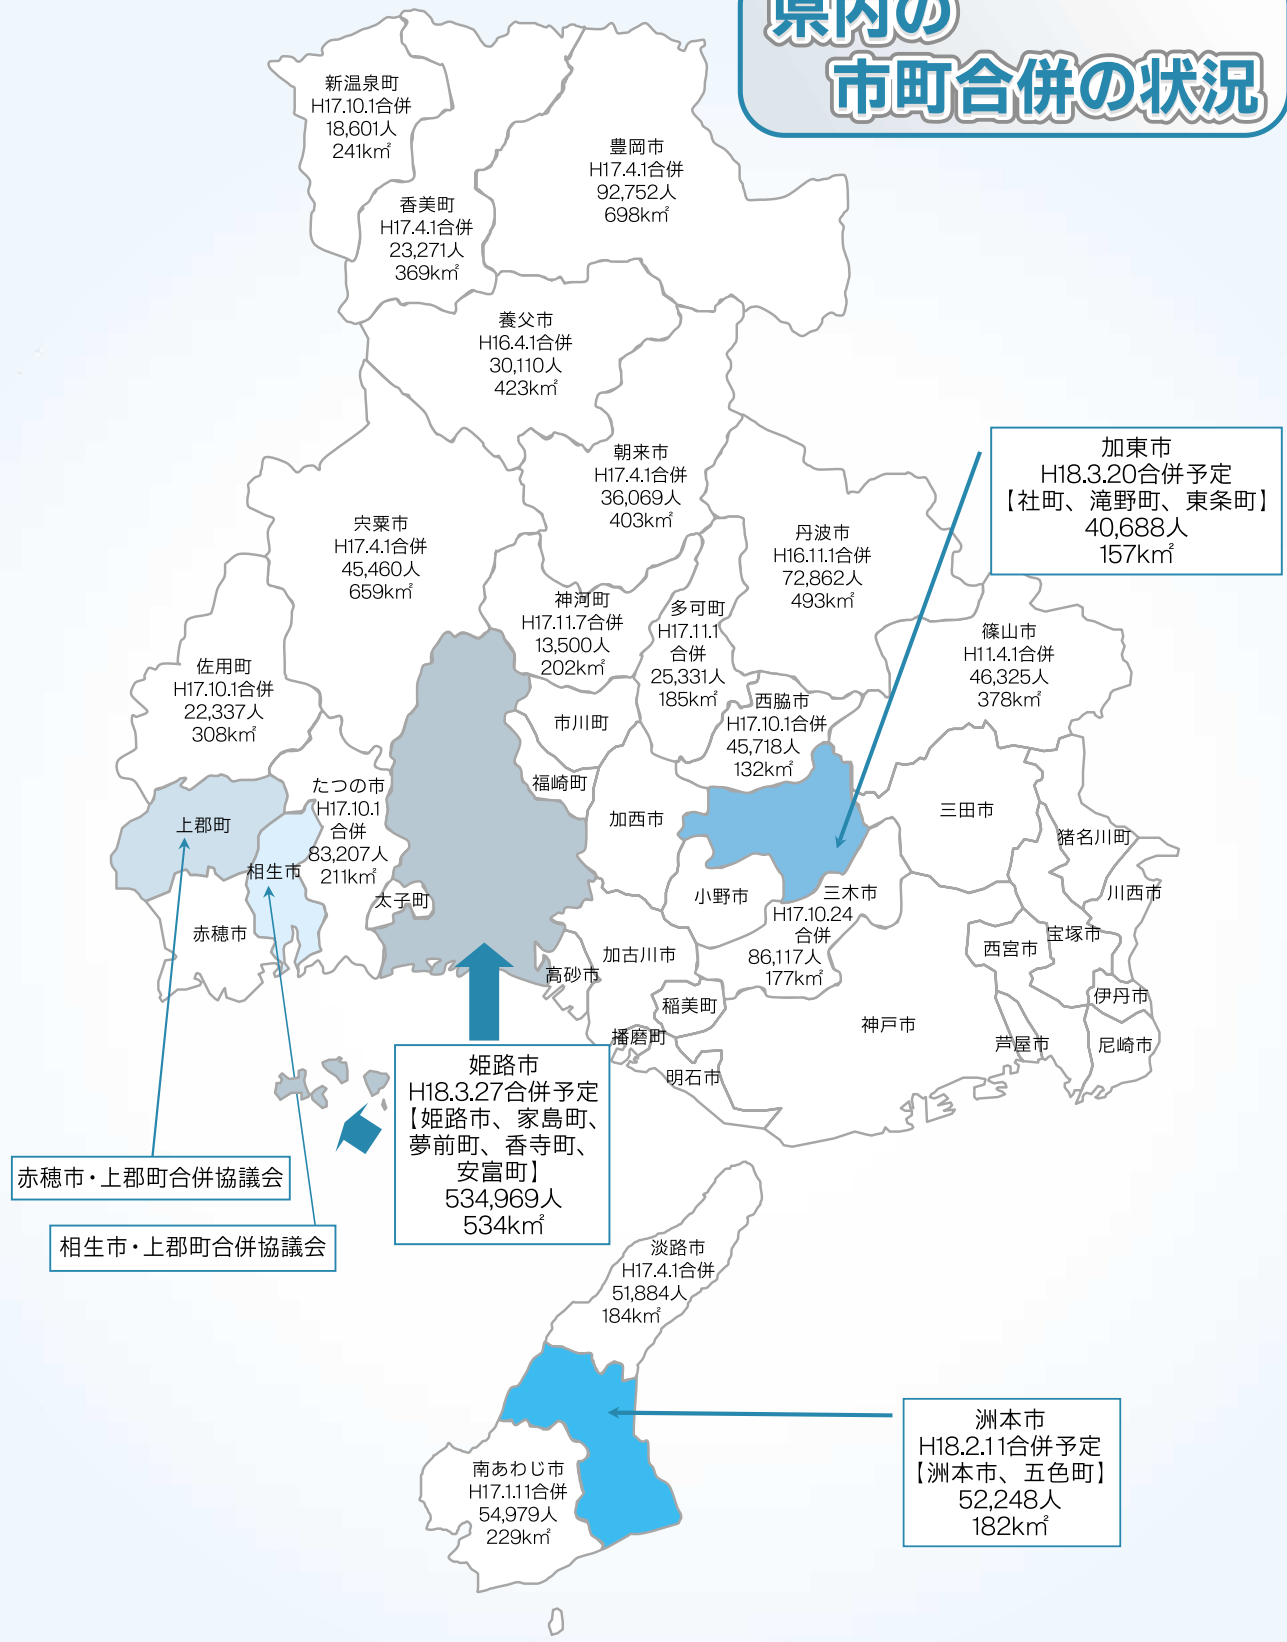 県内の
市町合併の状況
新温泉町
H17.10.1合併
18,601人
241k㎡
香美町
H17.4.1合併
23,271人
369k㎡
豊岡市
H17.4.1合併
92,752人
698k㎡
養父市
H16.4.1合併
30,110人
423k㎡
朝来市
H17.4.1合併
36,069人
403k㎡
宍粟市
H17.4.1合併
45,460人
659k㎡
丹波市
H16.11.1合併
72,862人
493k㎡
加東市
H18.3.20合併予定
【社町、滝野町、東条町】
40,688人
157k㎡
神河町
H17.11.7合併
13,500人
202k㎡
多可町
H17.11.1
合併
25,331人
185k㎡
篠山市
H11.4.1合併
46,325人
378k㎡
佐用町
H17.10.1合併
22,337人
308k㎡
市川町
西脇市
H17.10.1合併
45,718人
132k㎡
福崎町
たつの市
H17.10.1
合併
83,207人
211k㎡
加西市
三田市
上郡町
相生市
猪名川町
太子町
小野市
三木市
H17.10.24
合併
86,117人
177k㎡
川西市
赤穂市
加古川市
高砂市
西宮市
宝塚市
稲美町
伊丹市
播磨町
神戸市
芦屋市
尼崎市
明石市
姫路市
H18.3.27合併予定
【姫路市、家島町、
夢前町、香寺町、
安富町】
534,969人
534k㎡
赤穂市・上郡町合併協議会
相生市・上郡町合併協議会
淡路市
H17.4.1合併
51,884人
184k㎡
洲本市
H18.2.11合併予定
【洲本市、五色町】
52,248人
182k㎡
南あわじ市
H17.1.11合併
54,979人
229k㎡